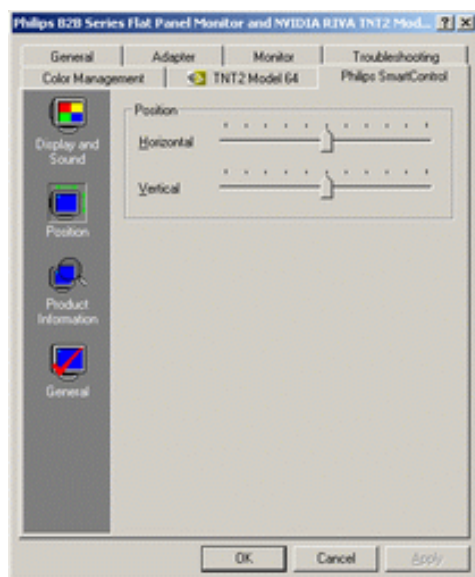 Philips B2B Series Flat Panel Monitor and NVIDIA RIVA TNT2 Mod... ? X
General Adapter Monitor Troubleshooting
Color Management TNT2 Model 64 Philips SmartControl
Display and
Sound
Position
Product
Information
General
Position
Horizontal
Vertical
OK Cancel Apply